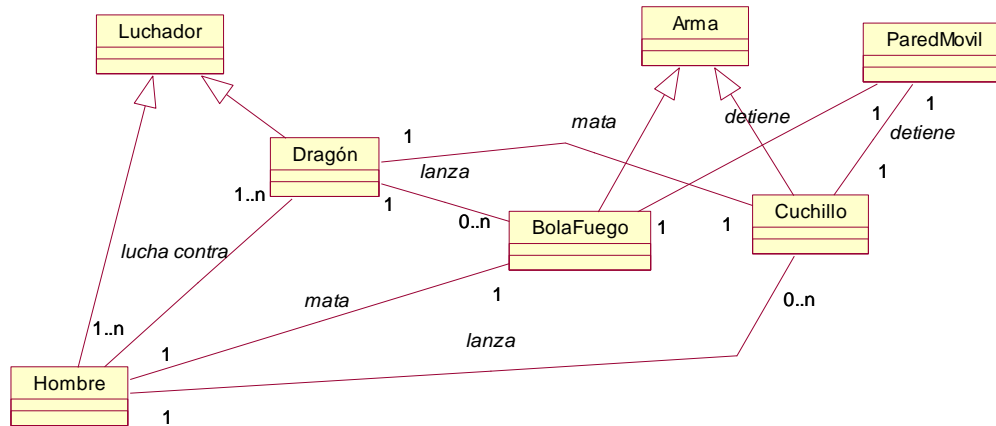 Luchador
Arma
ParedMovil
mata
detiene
1
1
detiene
1
Dragón
lanza
1
1..n
1
0..n
BolaFuego
1
1
Cuchillo
lucha contra
mata
1
0..n
1..n
1
lanza
Hombre
1